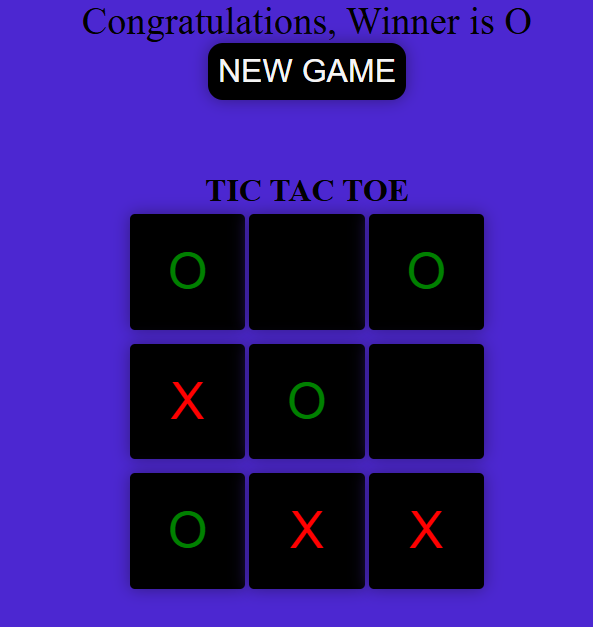 Congratulations, Winner is O
NEW GAME
TIC TAC TOE
O O
X O
O X X